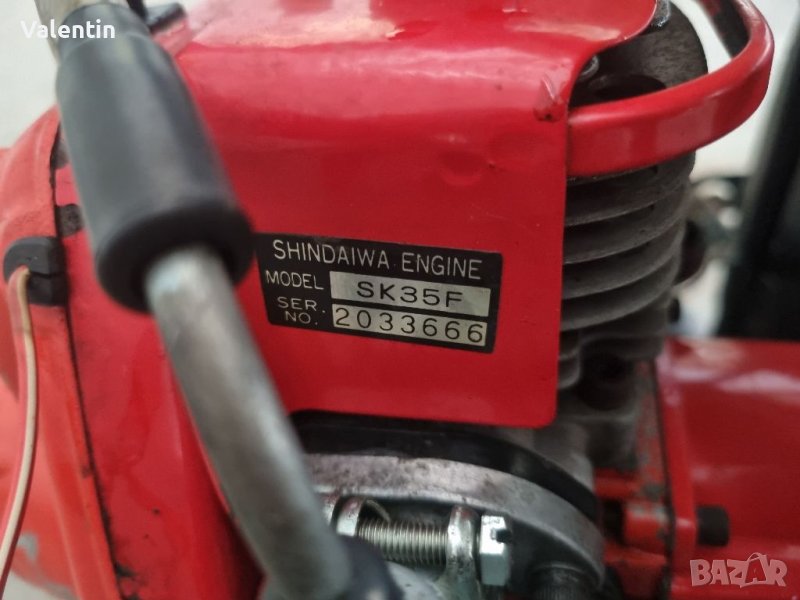 Valentin
SHINDAIWA ENGINE
MODEL SK35F
SER. NO. 2033666
BAZAR